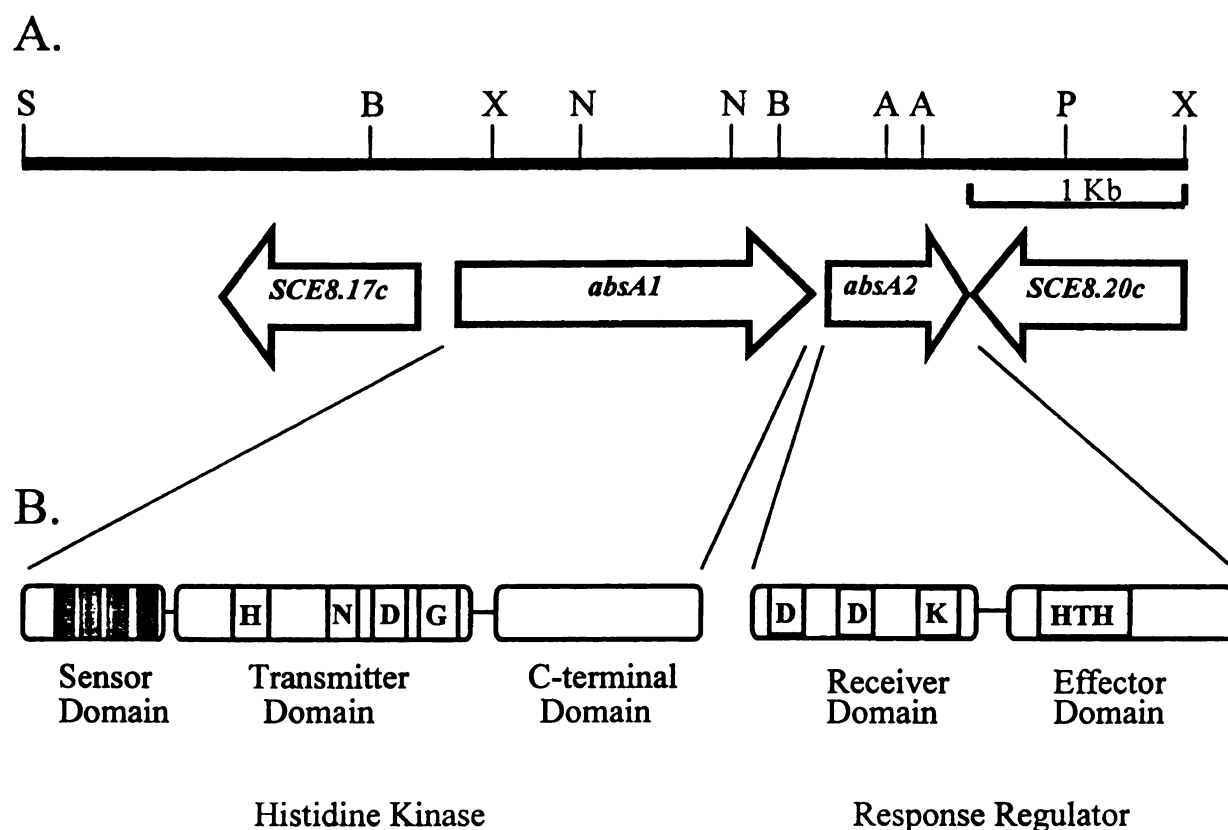 A.
S B X N N B A A P X
1 Kb
SCE8.17c absA1 absA2 SCE8.20c
B.
H N D G D D K HTH
Sensor Domain Transmitter Domain C-terminal Domain Receiver Domain Effector Domain
Histidine Kinase Response Regulator